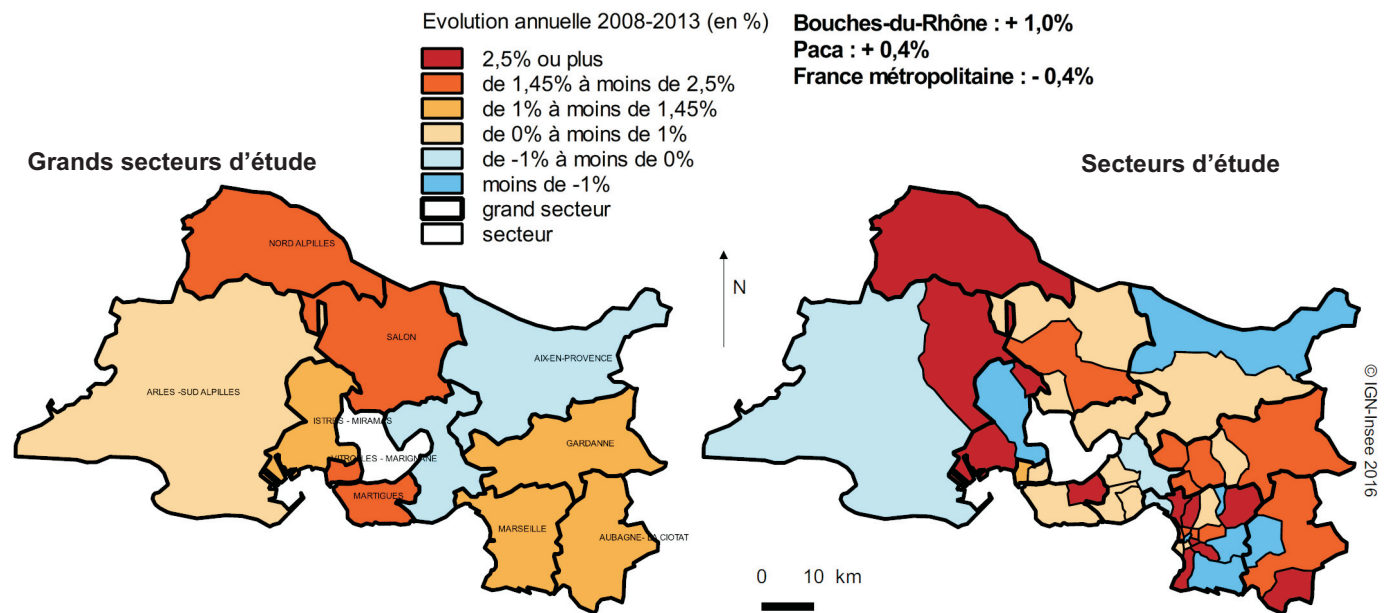 Evolution annuelle 2008-2013 (en %)
2,5% ou plus
de 1,45% à moins de 2,5%
de 1% à moins de 1,45%
de 0% à moins de 1%
de -1% à moins de 0%
moins de -1%
grand secteur
secteur
Bouches-du-Rhône : + 1,0%
Paca : + 0,4%
France métropolitaine : - 0,4%
Grands secteurs d'étude
Secteurs d'étude
NORD ALPILLES
N
SALON
AIX-EN-PROVENCE
ARLES -SUD ALPILLES
ISTRES - MIRAMAS
GARDANNE
VITROLLES - MARIGNANE
MARTIGUES
MARSEILLE
AUBAGNE- LA CIOTAT
0 10 km
© IGN-Insee 2016